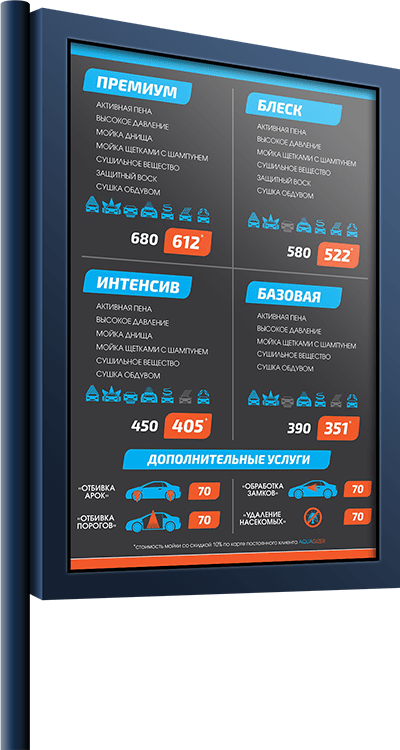 ПРЕМИУМ
АКТИВНАЯ ПЕНА
ВЫСОКОЕ ДАВЛЕНИЕ
МОЙКА ДНИЩА
МОЙКА ЩЕТКАМИ С ШАМПУНЕМ
СУШИЛЬНОЕ ВЕЩЕСТВО
ЗАЩИТНЫЙ ВОСК
СУШКА ОБДУВОМ
680 612*
БЛЕСК
АКТИВНАЯ ПЕНА
ВЫСОКОЕ ДАВЛЕНИЕ
МОЙКА ЩЕТКАМИ С ШАМПУНЕМ
СУШИЛЬНОЕ ВЕЩЕСТВО
ЗАЩИТНЫЙ ВОСК
СУШКА ОБДУВОМ
580 522*
ИНТЕНСИВ
АКТИВНАЯ ПЕНА
ВЫСОКОЕ ДАВЛЕНИЕ
МОЙКА ДНИЩА
МОЙКА ЩЕТКАМИ С ШАМПУНЕМ
СУШИЛЬНОЕ ВЕЩЕСТВО
СУШКА ОБДУВОМ
450 405*
БАЗОВАЯ
АКТИВНАЯ ПЕНА
ВЫСОКОЕ ДАВЛЕНИЕ
МОЙКА ЩЕТКАМИ С ШАМПУНЕМ
СУШИЛЬНОЕ ВЕЩЕСТВО
СУШКА ОБДУВОМ
390 351*
ДОПОЛНИТЕЛЬНЫЕ УСЛУГИ
«ОТБИВКА
АРОК» 70
«ОБРАБОТКА
ЗАМКОВ» 70
«ОТБИВКА
ПОРОГОВ» 70
«УДАЛЕНИЕ
НАСЕКОМЫХ» 70
*стоимость мойки со скидкой 10% по карте постоянного клиента